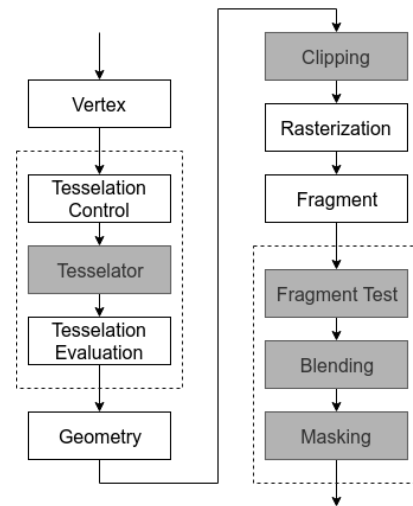 Vertex
Tesselation
Control
Tesselator
Tesselation
Evaluation
Geometry
Clipping
Rasterization
Fragment
Fragment Test
Blending
Masking